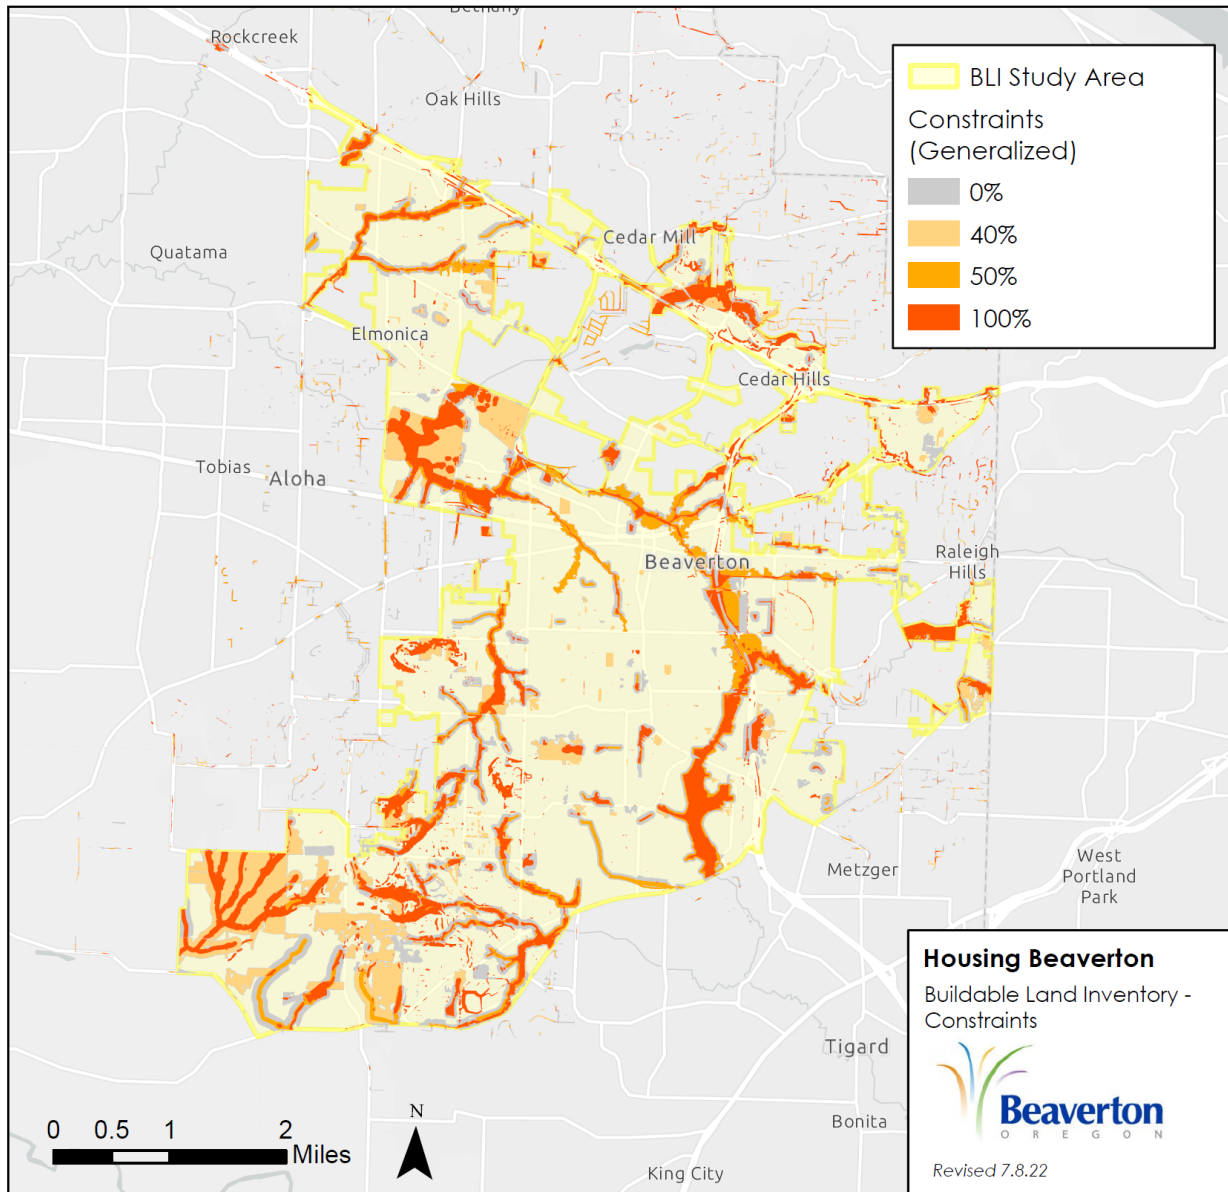 Bethany
Rockcreek
Oak Hills
BLI Study Area
Constraints
(Generalized)
0%
40%
50%
100%
Cedar Mill
Quatama
Elmonica
Cedar Hills
Tobias
Aloha
Beaverton
Raleigh
Hills
Metzger
West
Portland
Park
Housing Beaverton
Buildable Land Inventory -
Constraints
Tigard
Beaverton
OREGON
Bonita
King City
Revised 7.8.22
N
0 0.5 1 2
Miles